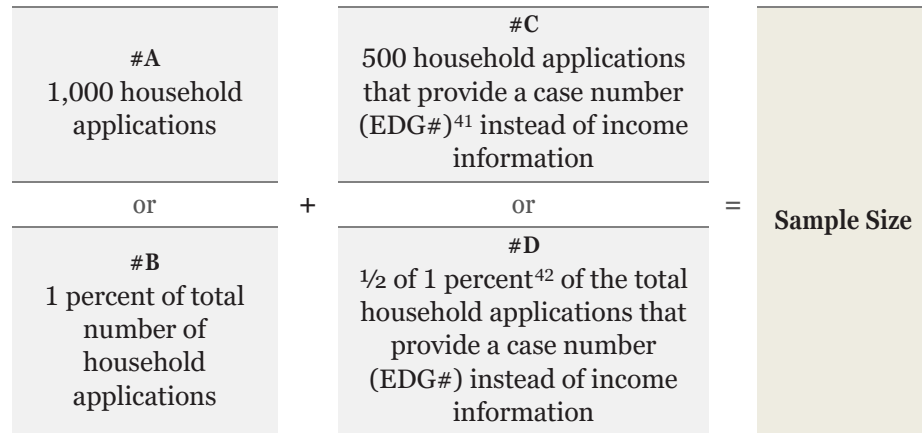 #A
1,000 household
applications
or
#B
1 percent of total
number of
household
applications
+
#C
500 household applications
that provide a case number
(EDG#)41 instead of income
information
or
#D
½ of 1 percent42 of the total
household applications that
provide a case number
(EDG#) instead of income
information
=
Sample Size